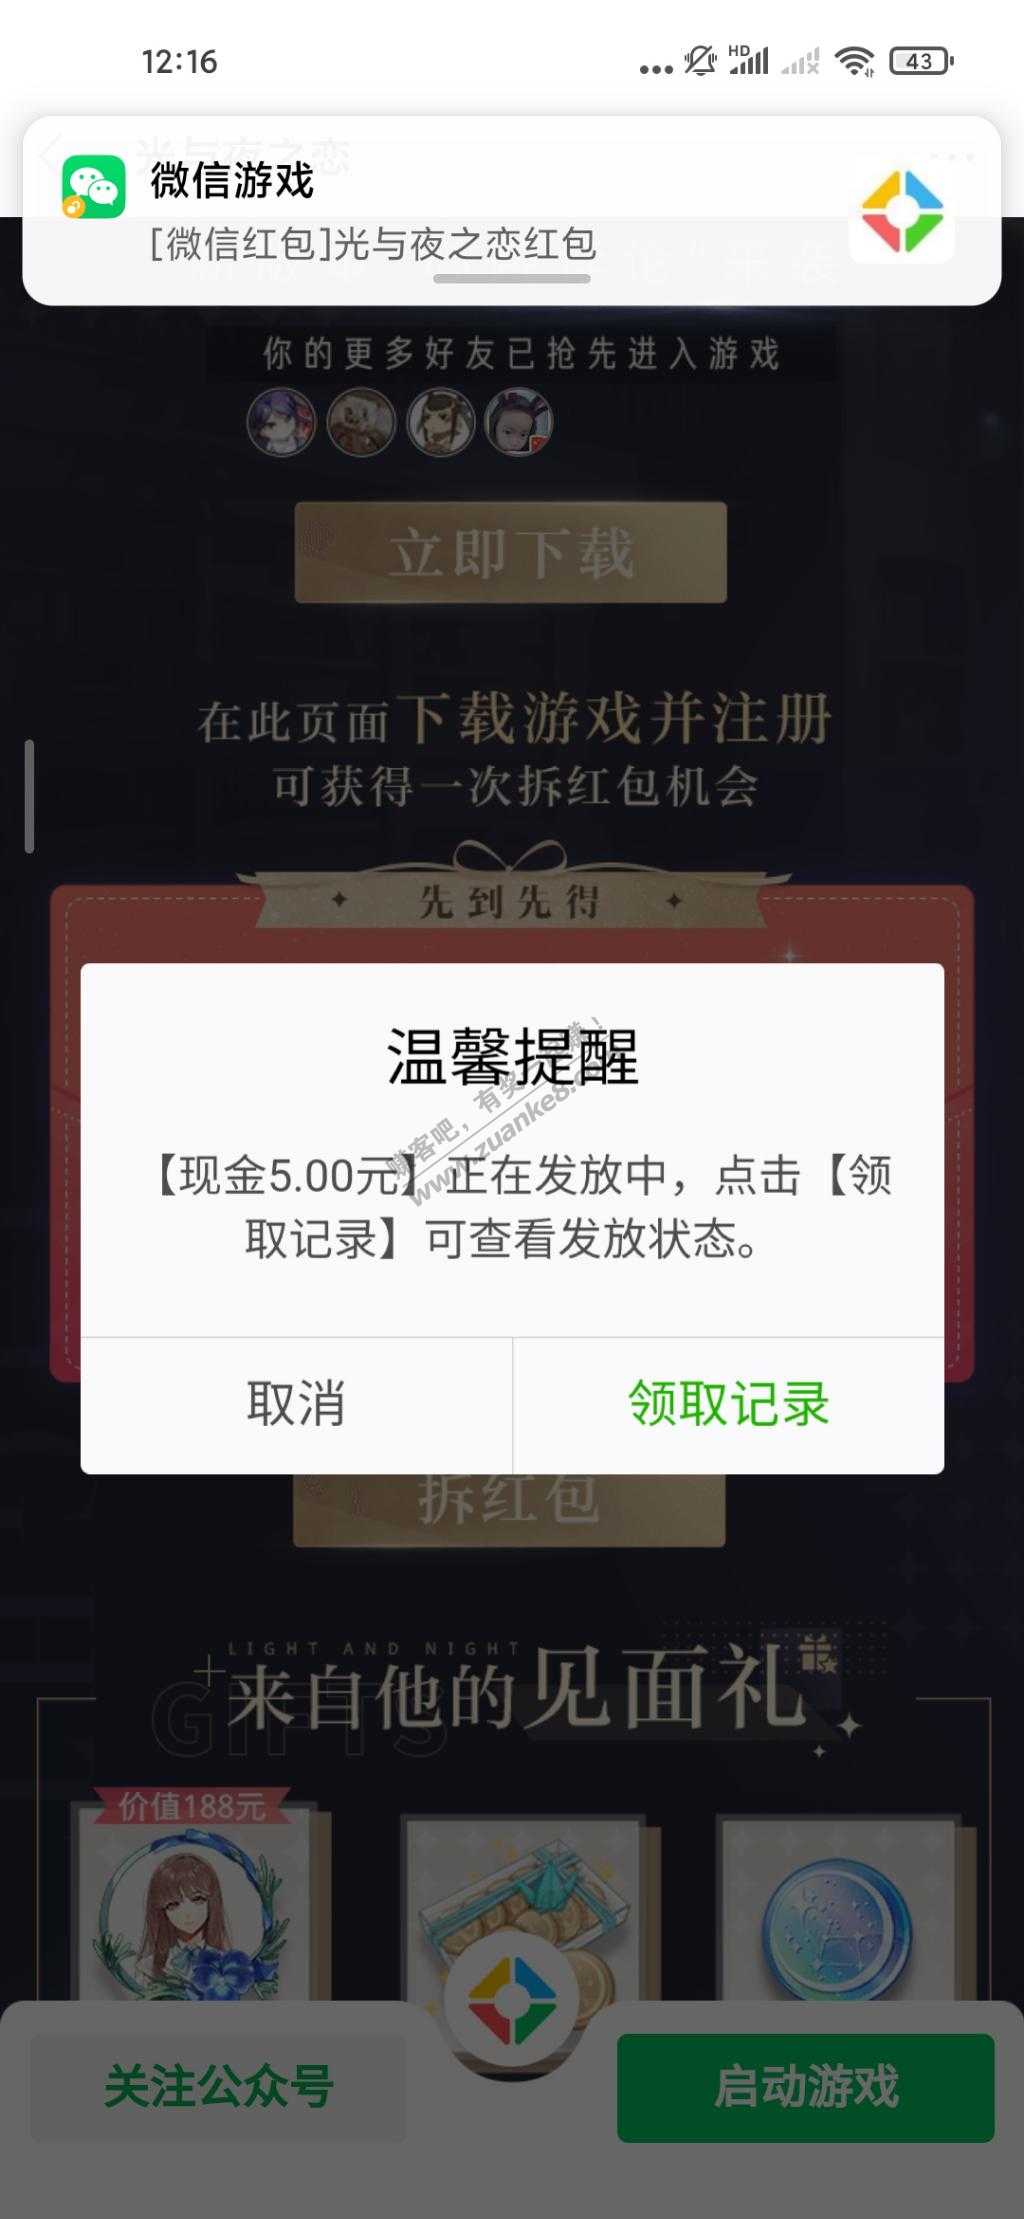 12:16
HD
43
光与夜之恋
微信游戏
[微信红包]光与夜之恋红包
你的更多好友已抢先进入游戏
立即下载
在此页面下载游戏并注册
可获得一次拆红包机会
先到先得
温馨提醒
赚客吧，有奖一起赚！
www.zuanke8.com
【现金5.00元】正在发放中，点击【领
取记录】可查看发放状态。
取消
领取记录
拆红包
LIGHT AND NIGHT
来自他的见面礼
GIFTS
价值188元
关注公众号
启动游戏